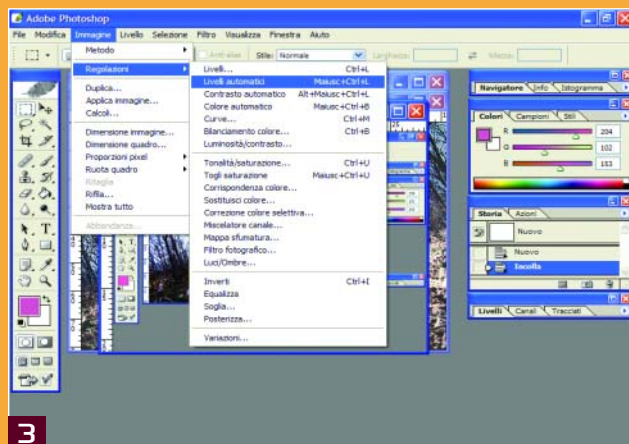 Adobe Photoshop
File Modifica Immagine Livello Selezione Filtro Visualizza Finestra Aiuto
Anti-alias Stile: Normale Larghezza: Altezza:
Metodo
Regolazioni
Duplica...
Applica immagine...
Calcoli...
Dimensione immagine...
Dimensione quadro...
Proporzioni pixel
Ruota quadro
Ritaglia
Rifila...
Mostra tutto
Abbondanza...
Livelli... Ctrl+L
Livelli automatici Maiusc+Ctrl+L
Contrasto automatico Alt+Maiusc+Ctrl+L
Colore automatico Maiusc+Ctrl+B
Curve... Ctrl+M
Bilanciamento colore... Ctrl+B
Luminosità/contrasto...
Tonalità/saturazione... Ctrl+U
Togli saturazione Maiusc+Ctrl+U
Corrispondenza colore...
Sostituisci colore...
Correzione colore selettiva...
Miscelatore canale...
Mappa sfumatura...
Filtro fotografico...
Luci/Ombre...
Inverti Ctrl+I
Equalizza
Soglia...
Posterizza...
Variazioni...
Navigatore Info Istogramma
Colori Campioni Stili
R 204
G 102
B 153
Storia Azioni
Nuovo
Nuovo
Incolla
Livelli Canali Tracciati
3